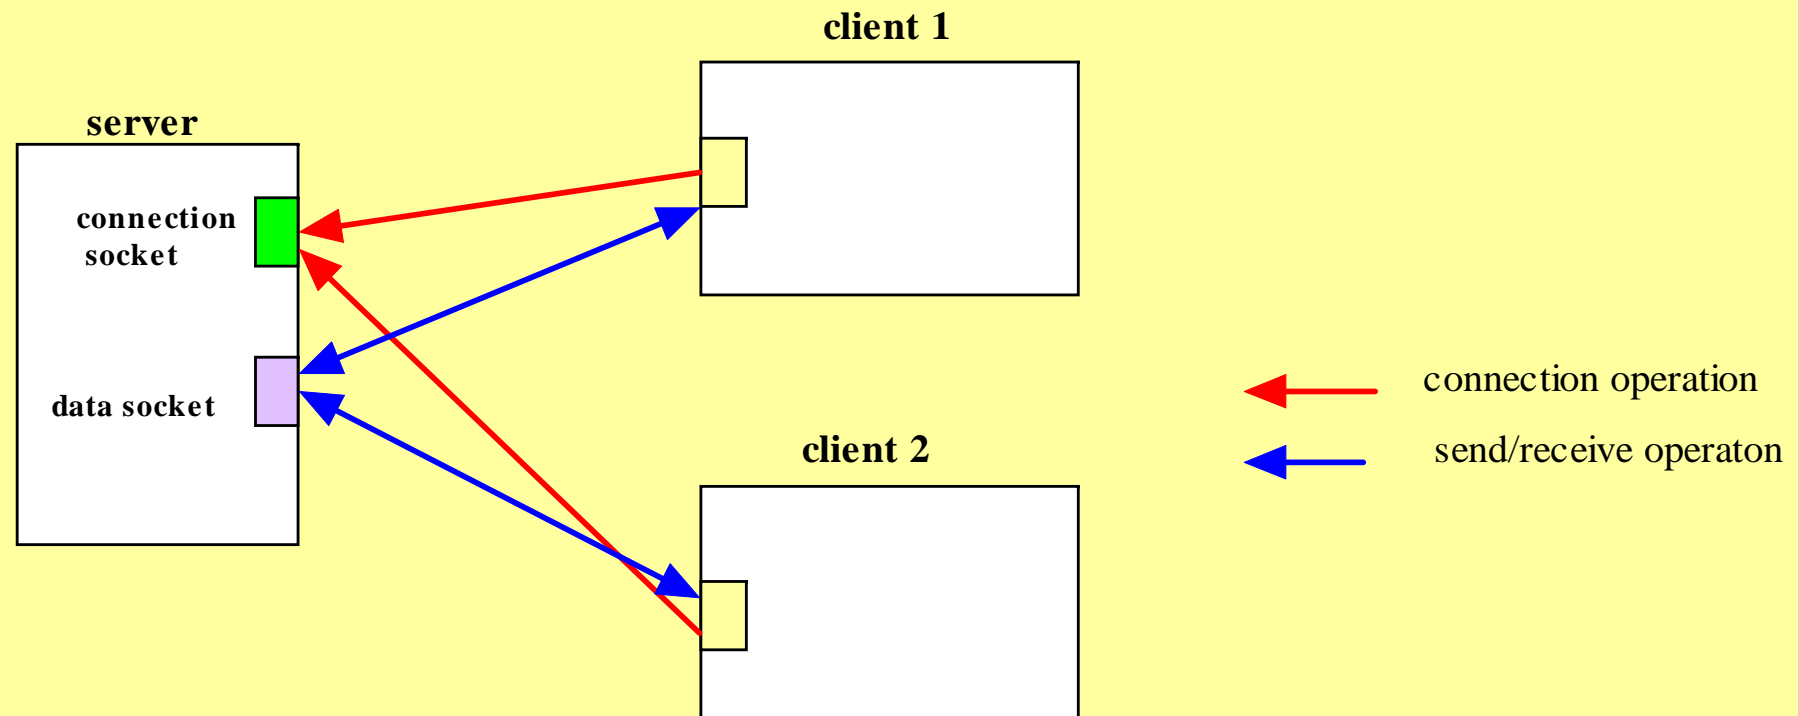 client 1
server
connection
socket
data socket
connection operation
send/receive operaton
client 2